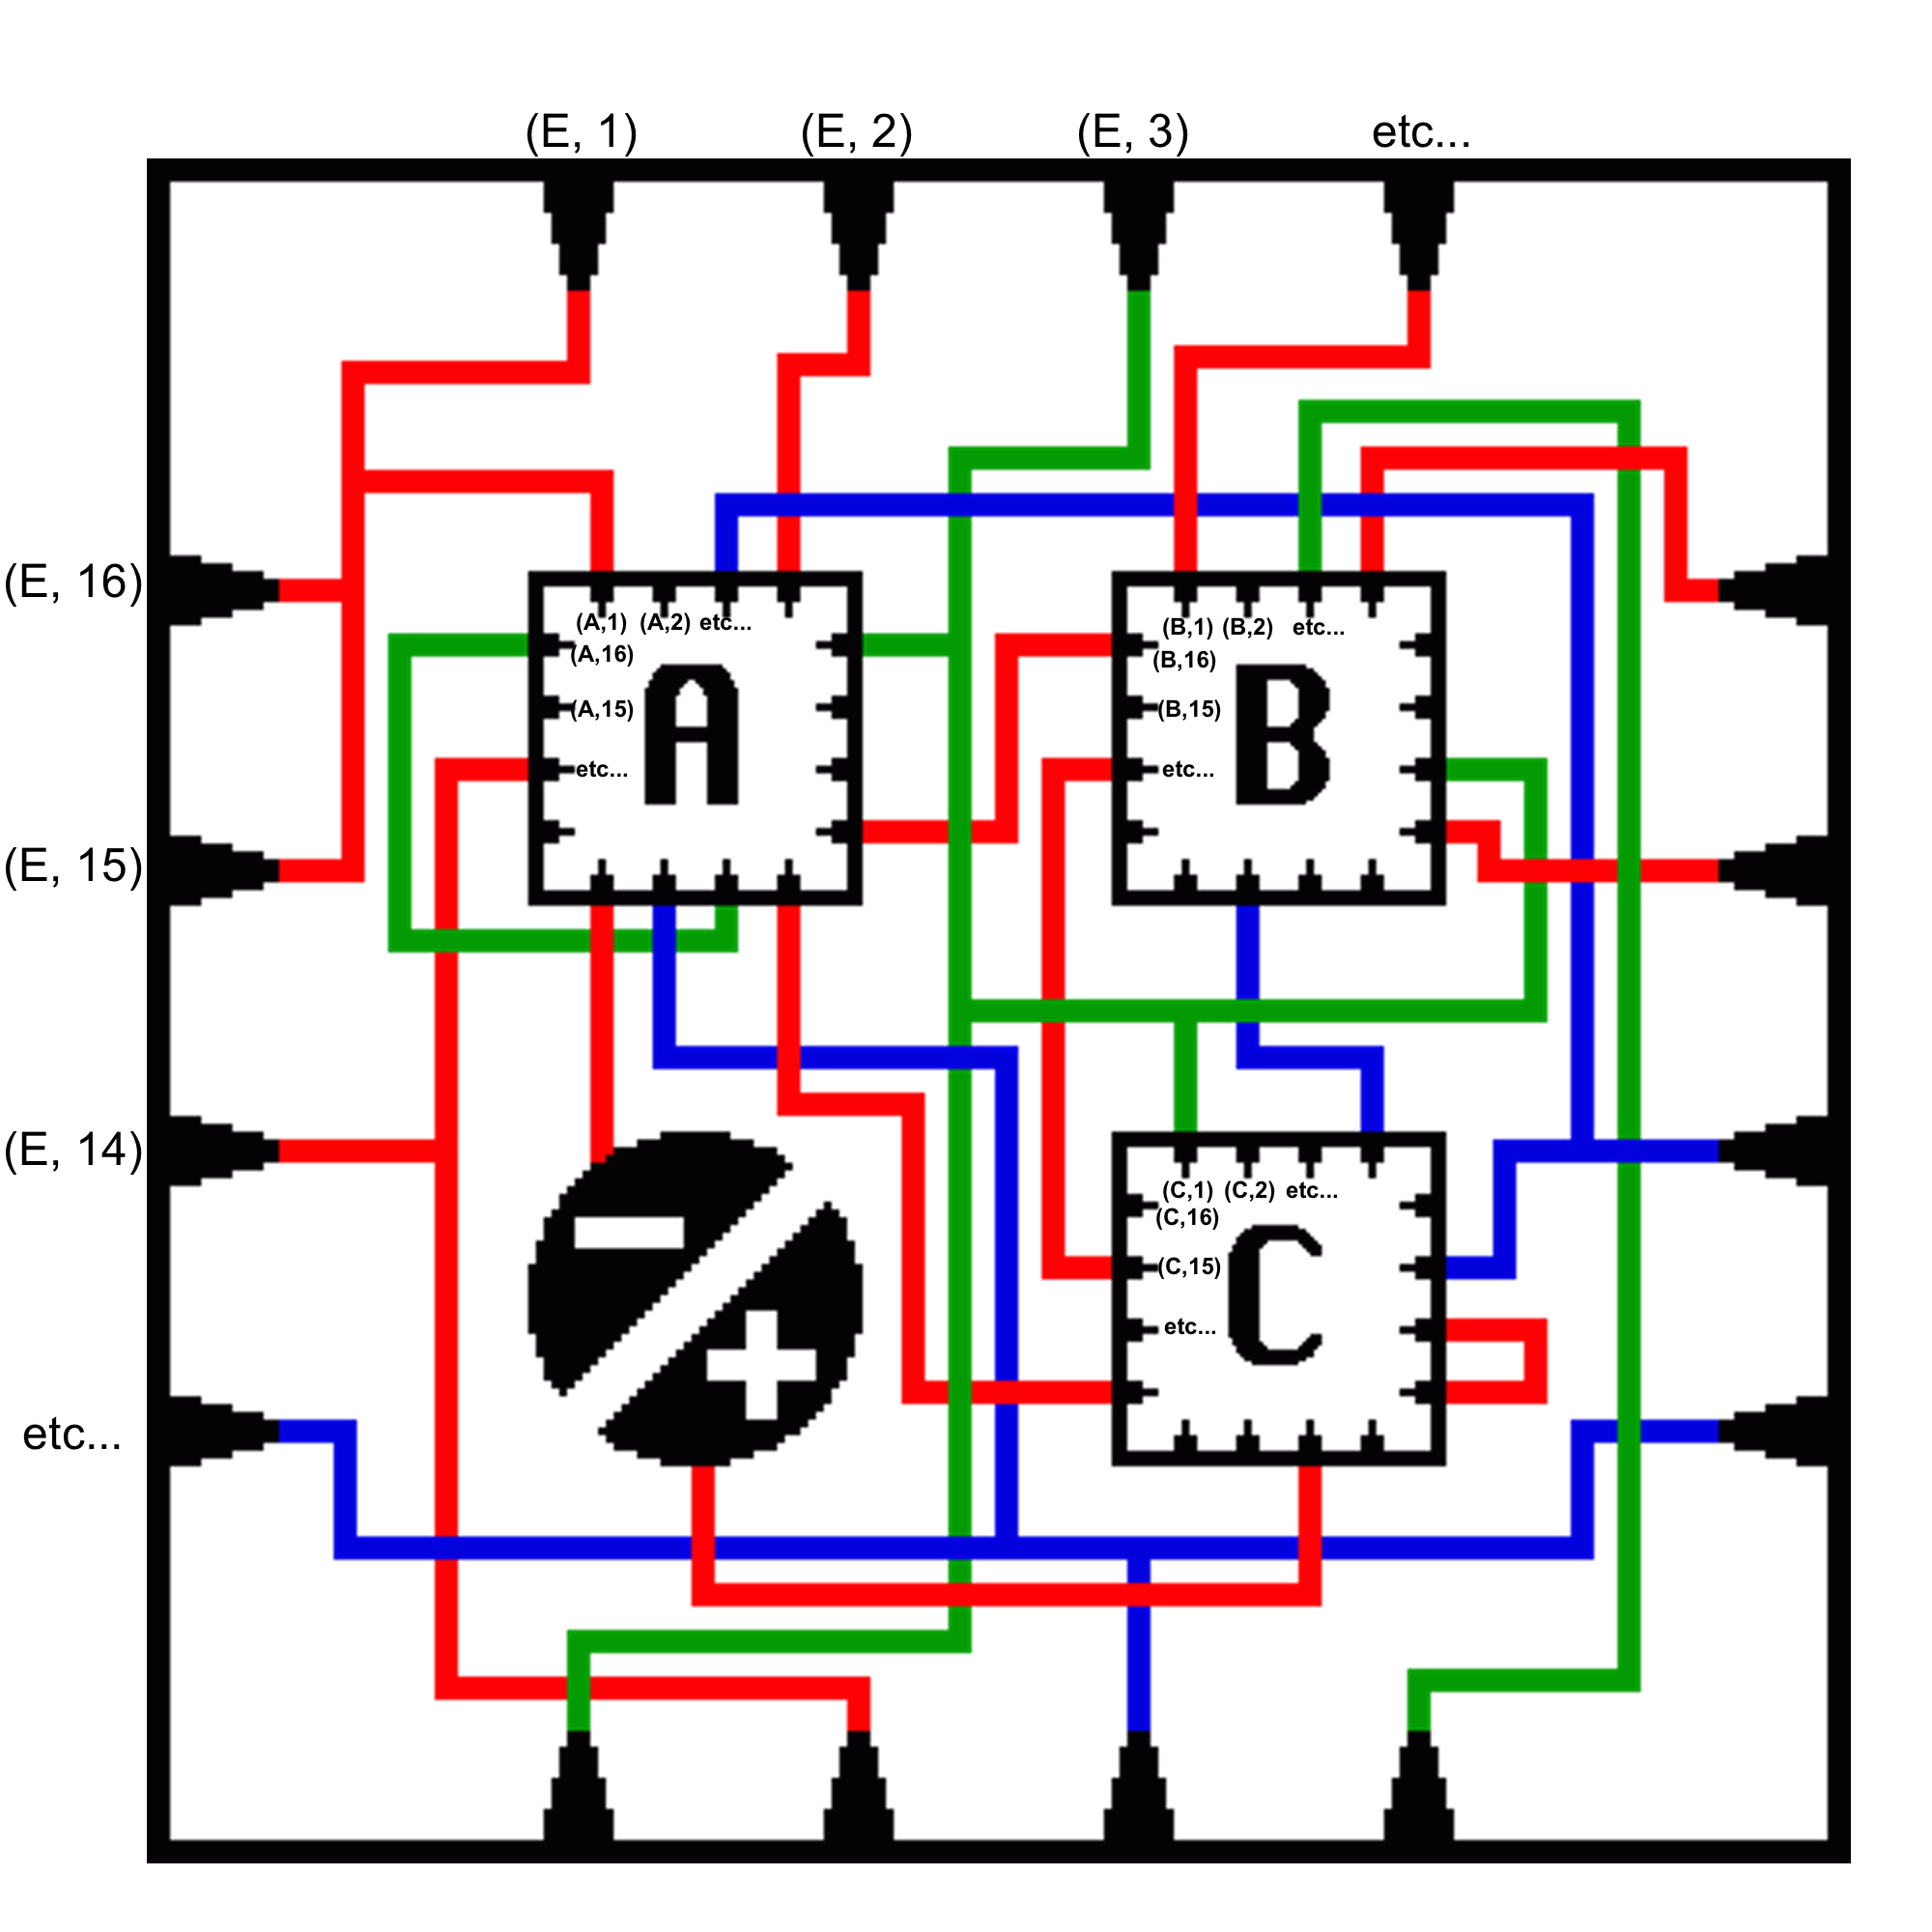 (E, 1) (E, 2) (E, 3) etc...
(E, 16)
(A,1) (A,2) etc...
(A,16)
(A,15)
etc...
A
(B,1) (B,2) etc...
(B,16)
(B,15)
etc...
B
(E, 15)
(E, 14)
(C,1) (C,2) etc...
(C,16)
(C,15)
etc...
C
−
+
etc...